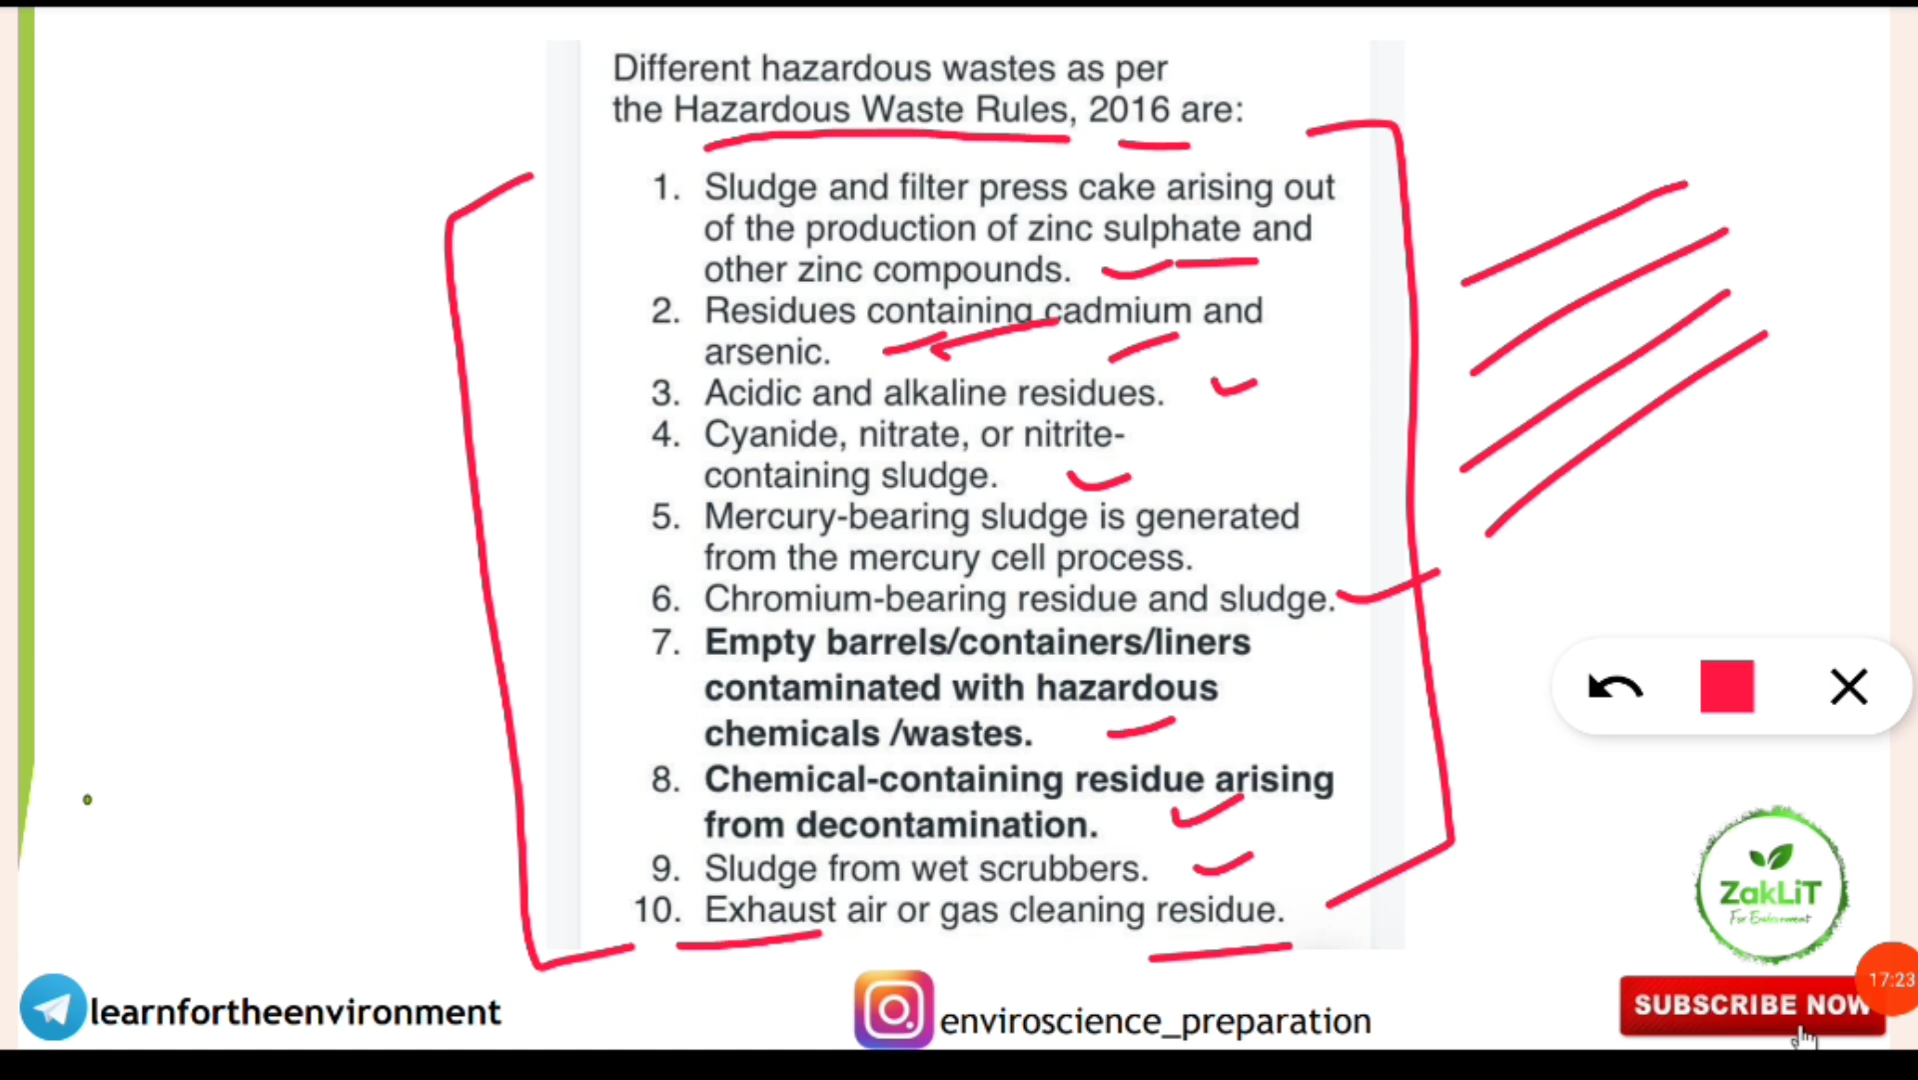 Different hazardous wastes as per
the Hazardous Waste Rules, 2016 are:
1. Sludge and filter press cake arising out
of the production of zinc sulphate and
other zinc compounds.
2. Residues containing cadmium and
arsenic.
3. Acidic and alkaline residues.
4. Cyanide, nitrate, or nitrite-
containing sludge.
5. Mercury-bearing sludge is generated
from the mercury cell process.
6. Chromium-bearing residue and sludge.
7. Empty barrels/containers/liners
contaminated with hazardous
chemicals /wastes.
8. Chemical-containing residue arising
from decontamination.
9. Sludge from wet scrubbers.
10. Exhaust air or gas cleaning residue.
ZakLiT
For Environment
17:23
SUBSCRIBE NOW
learnfortheenvironment
enviroscience_preparation